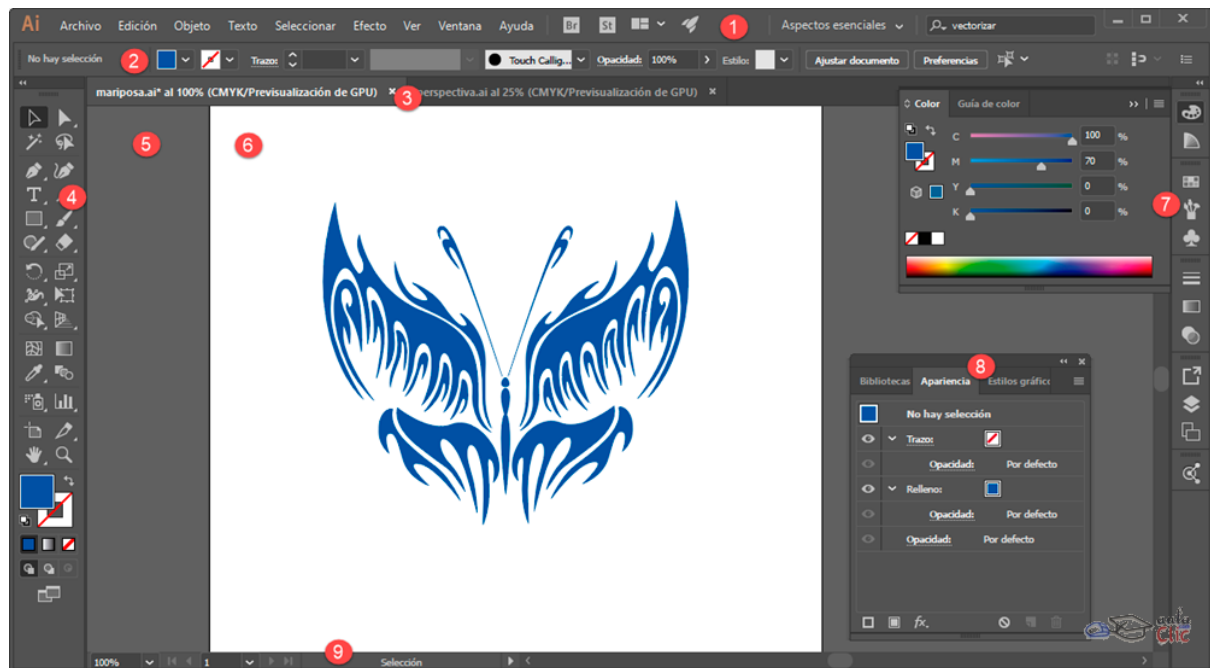 Ai Archivo Edición Objeto Texto Seleccionar Efecto Ver Ventana Ayuda Br St 1 Aspectos esenciales vectorizar
No hay selección 2 Trazo: Touch Callig... Opacidad: 100% Estilo: Ajustar documento Preferencias
mariposa.ai* al 100% (CMYK/Previsualización de GPU) × 3 perspectiva.ai al 25% (CMYK/Previsualización de GPU) ×
Color Guía de color
C 100 %
M 70 %
Y 0 %
K 0 %
4
5
6
7
8
Bibliotecas Apariencia Estilos gráfic
No hay selección
Trazo:
Opacidad: Por defecto
Relleno:
Opacidad: Por defecto
Opacidad: Por defecto
fx.
aula Clic
100% 1 9 Selección